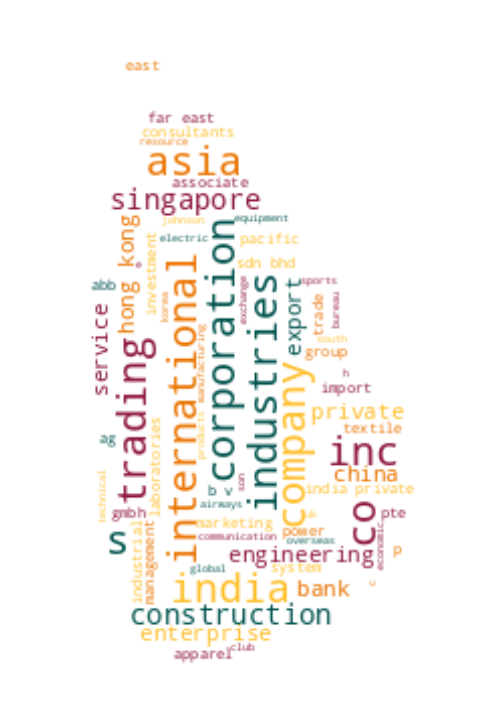 east
far east
consultants
resource
asia
associate
singapore
johnson
equipment
hong kong
investment
electric
corporation
pacific
sdn bhd
international
abb
korea
exchange
industries
export
sports
trade
bureau
south
service
trading
manufacturing
group
company
h
import
private
textile
products
laboratories
ag
inc
china
technical
b v
son
india private
airways
gmbh
co
pte
uk
s
industrial
management
marketing
power
communication
overseas
economic
engineering
p
global
system
c
india
bank
construction
enterprise
club
apparel